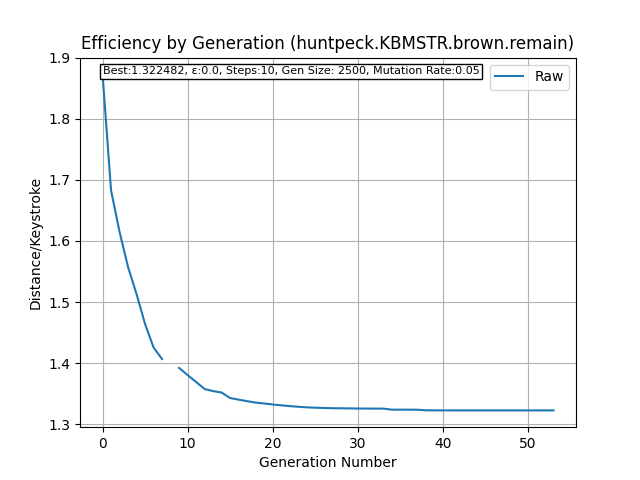 Efficiency by Generation (huntpeck.KBMSTR.brown.remain)
Best:1.322482, ε:0.0, Steps:10, Gen Size: 2500, Mutation Rate:0.05
Raw
1.9
1.8
1.7
1.6
1.5
1.4
1.3
Distance/Keystroke
0 10 20 30 40 50
Generation Number